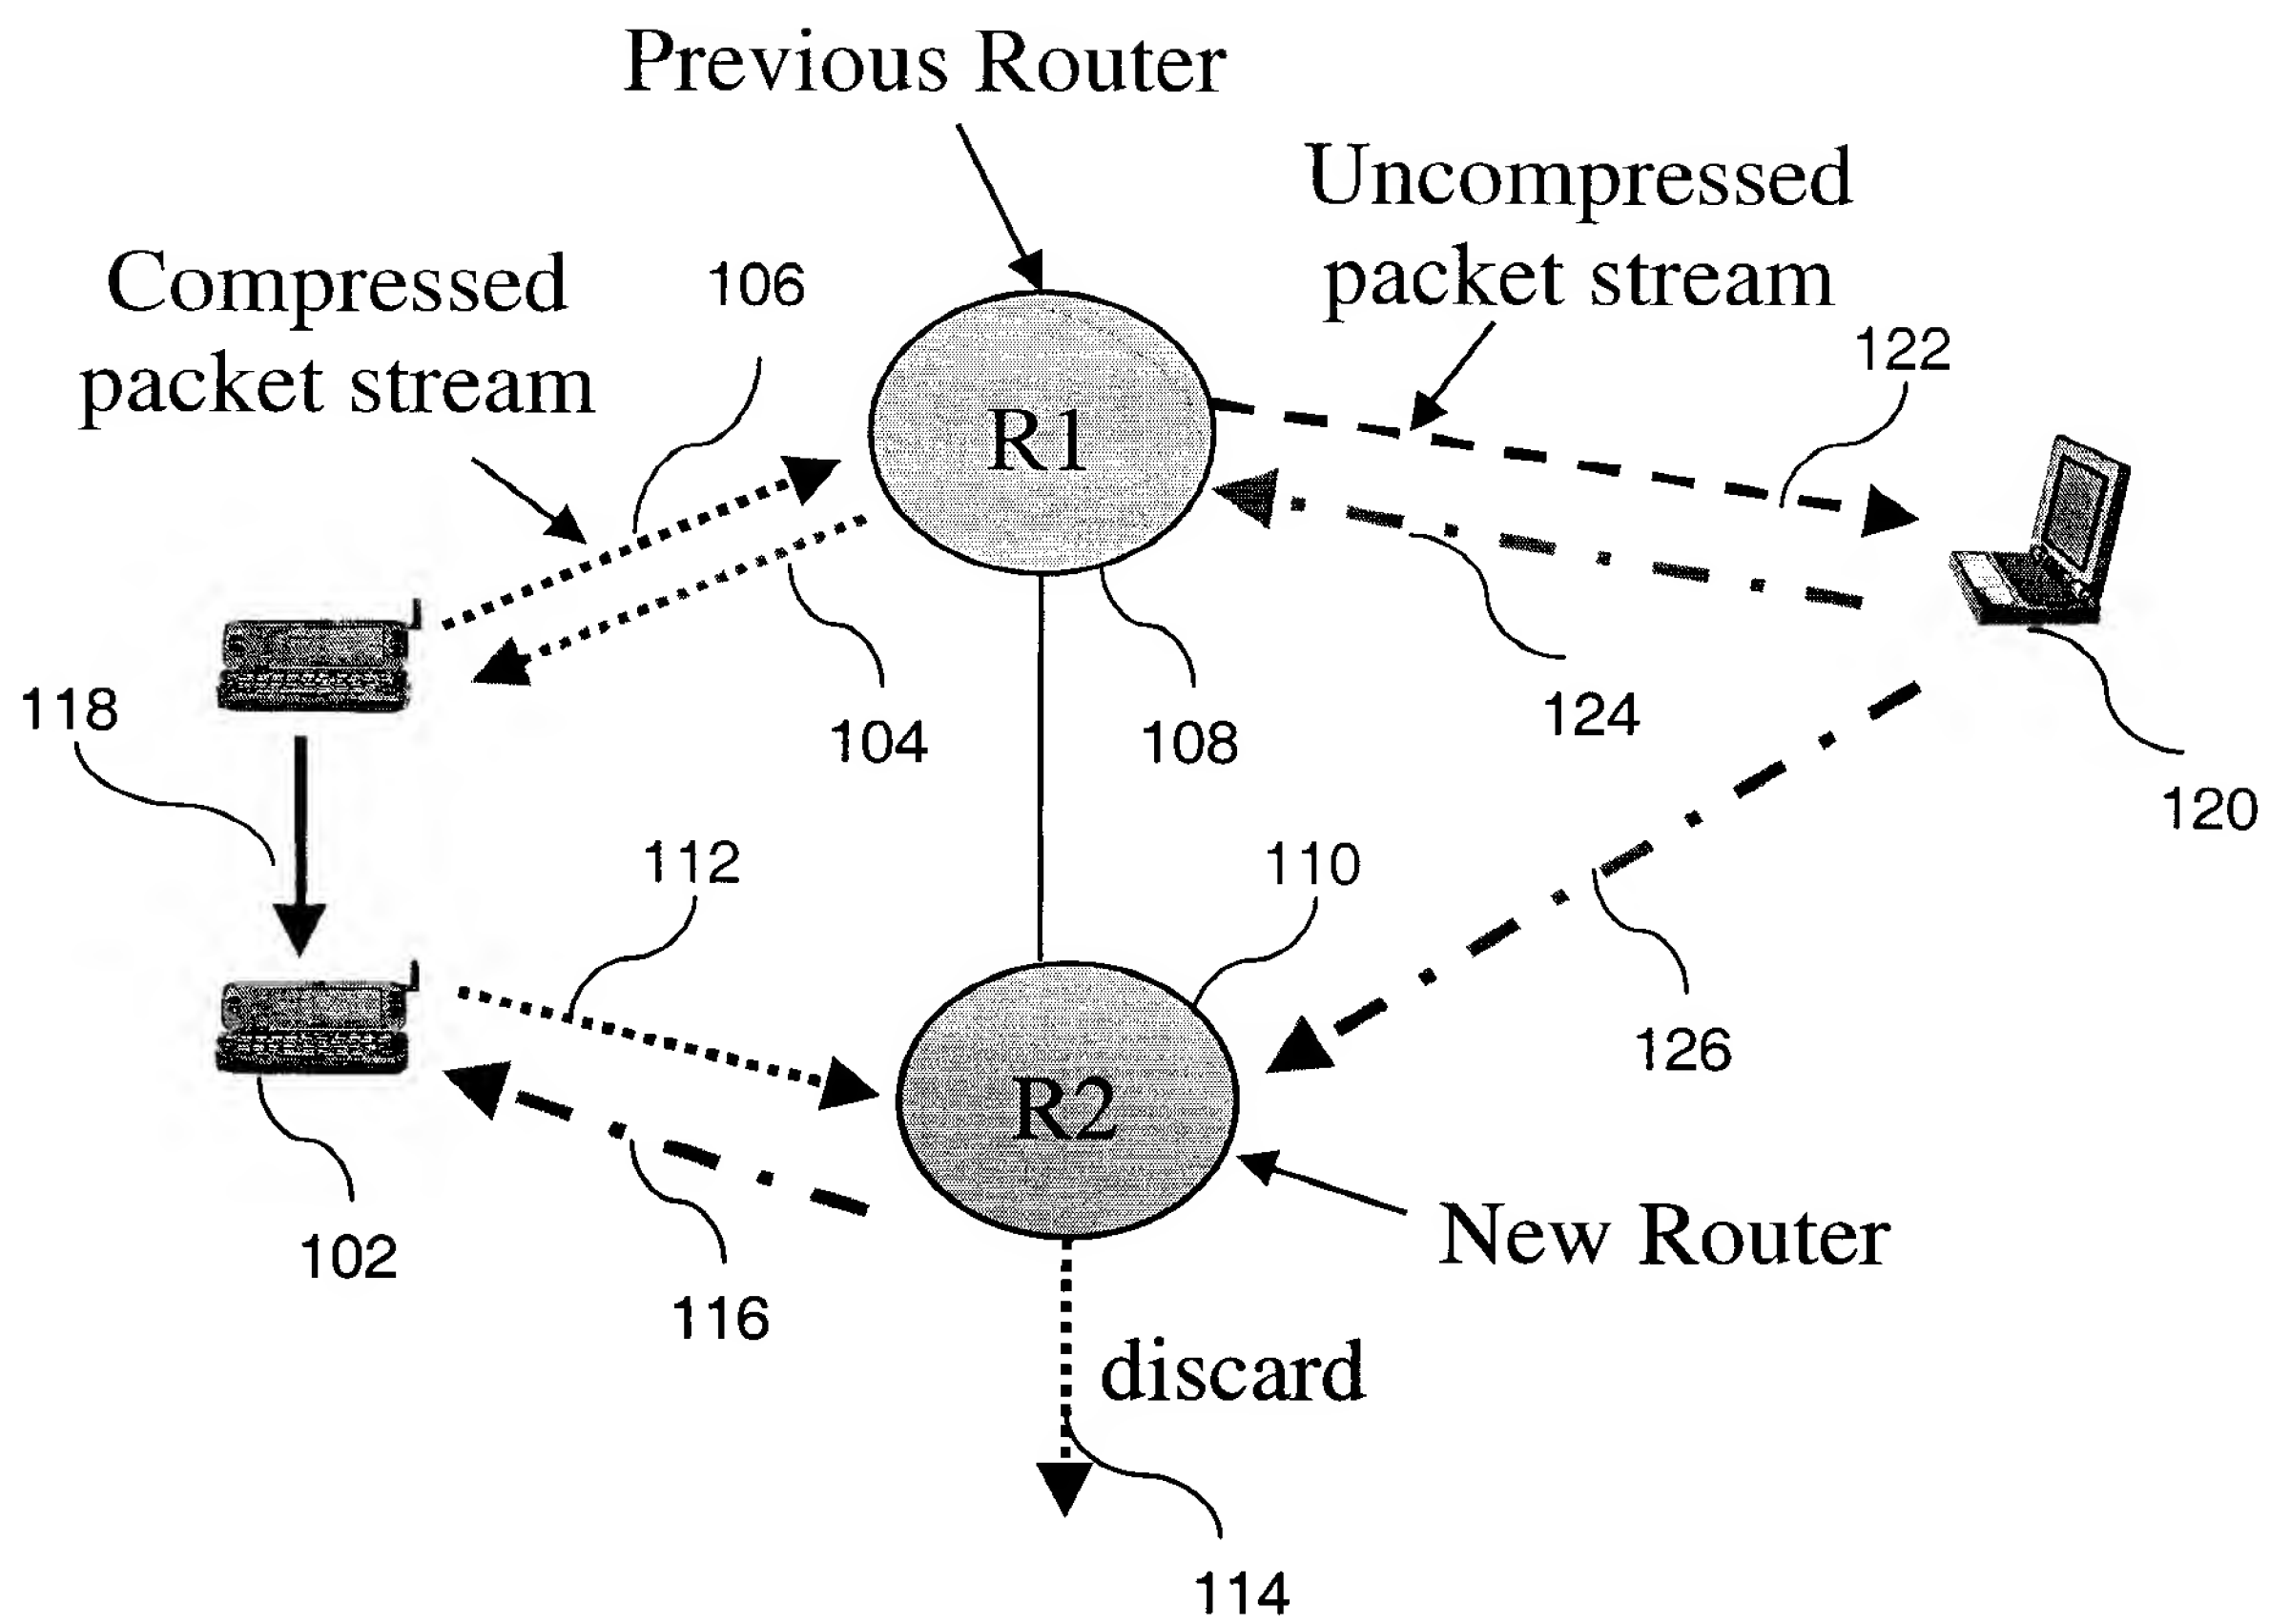 Previous Router
Uncompressed
packet stream
Compressed
packet stream
106
122
R1
118
104
108
124
120
112
110
126
R2
102
116
New Router
discard
114